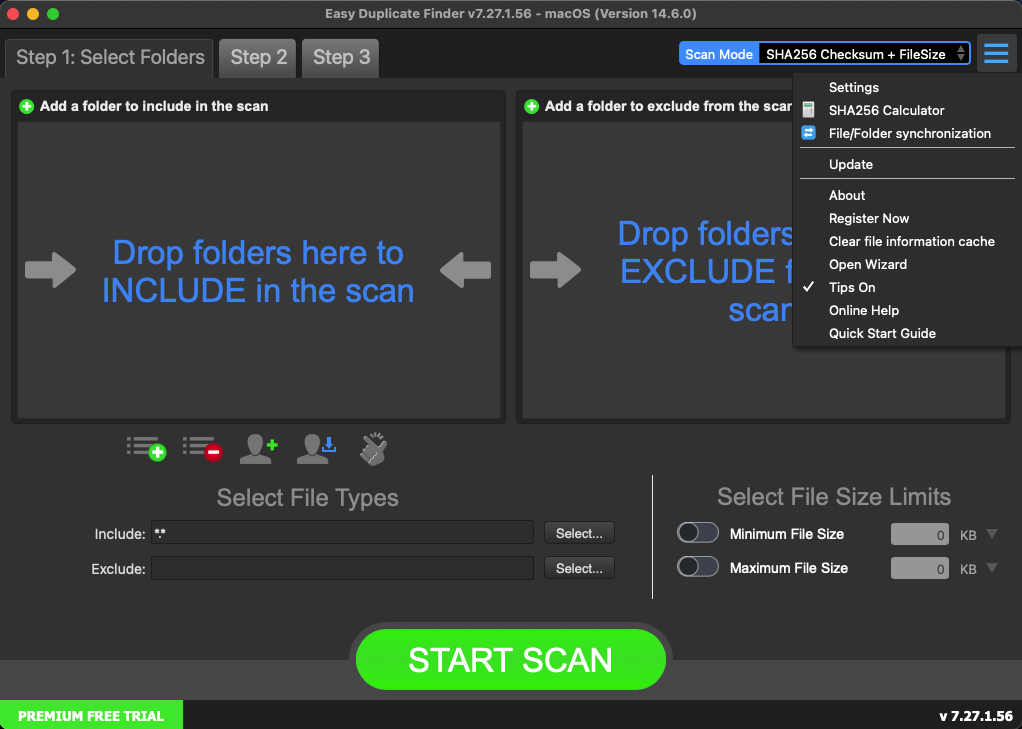 Easy Duplicate Finder v7.27.1.56 - macOS (Version 14.6.0)
Step 1: Select Folders
Step 2
Step 3
Scan Mode
SHA256 Checksum + FileSize
Settings
SHA256 Calculator
File/Folder synchronization
Update
About
Register Now
Clear file information cache
Open Wizard
Tips On
Online Help
Quick Start Guide
Add a folder to include in the scan
Add a folder to exclude from the scan
Drop folders here to
INCLUDE in the scan
Drop folders
EXCLUDE f
scan
Select File Types
Include: *.*
Select...
Exclude:
Select...
Select File Size Limits
Minimum File Size
0 KB
Maximum File Size
0 KB
START SCAN
PREMIUM FREE TRIAL
v 7.27.1.56